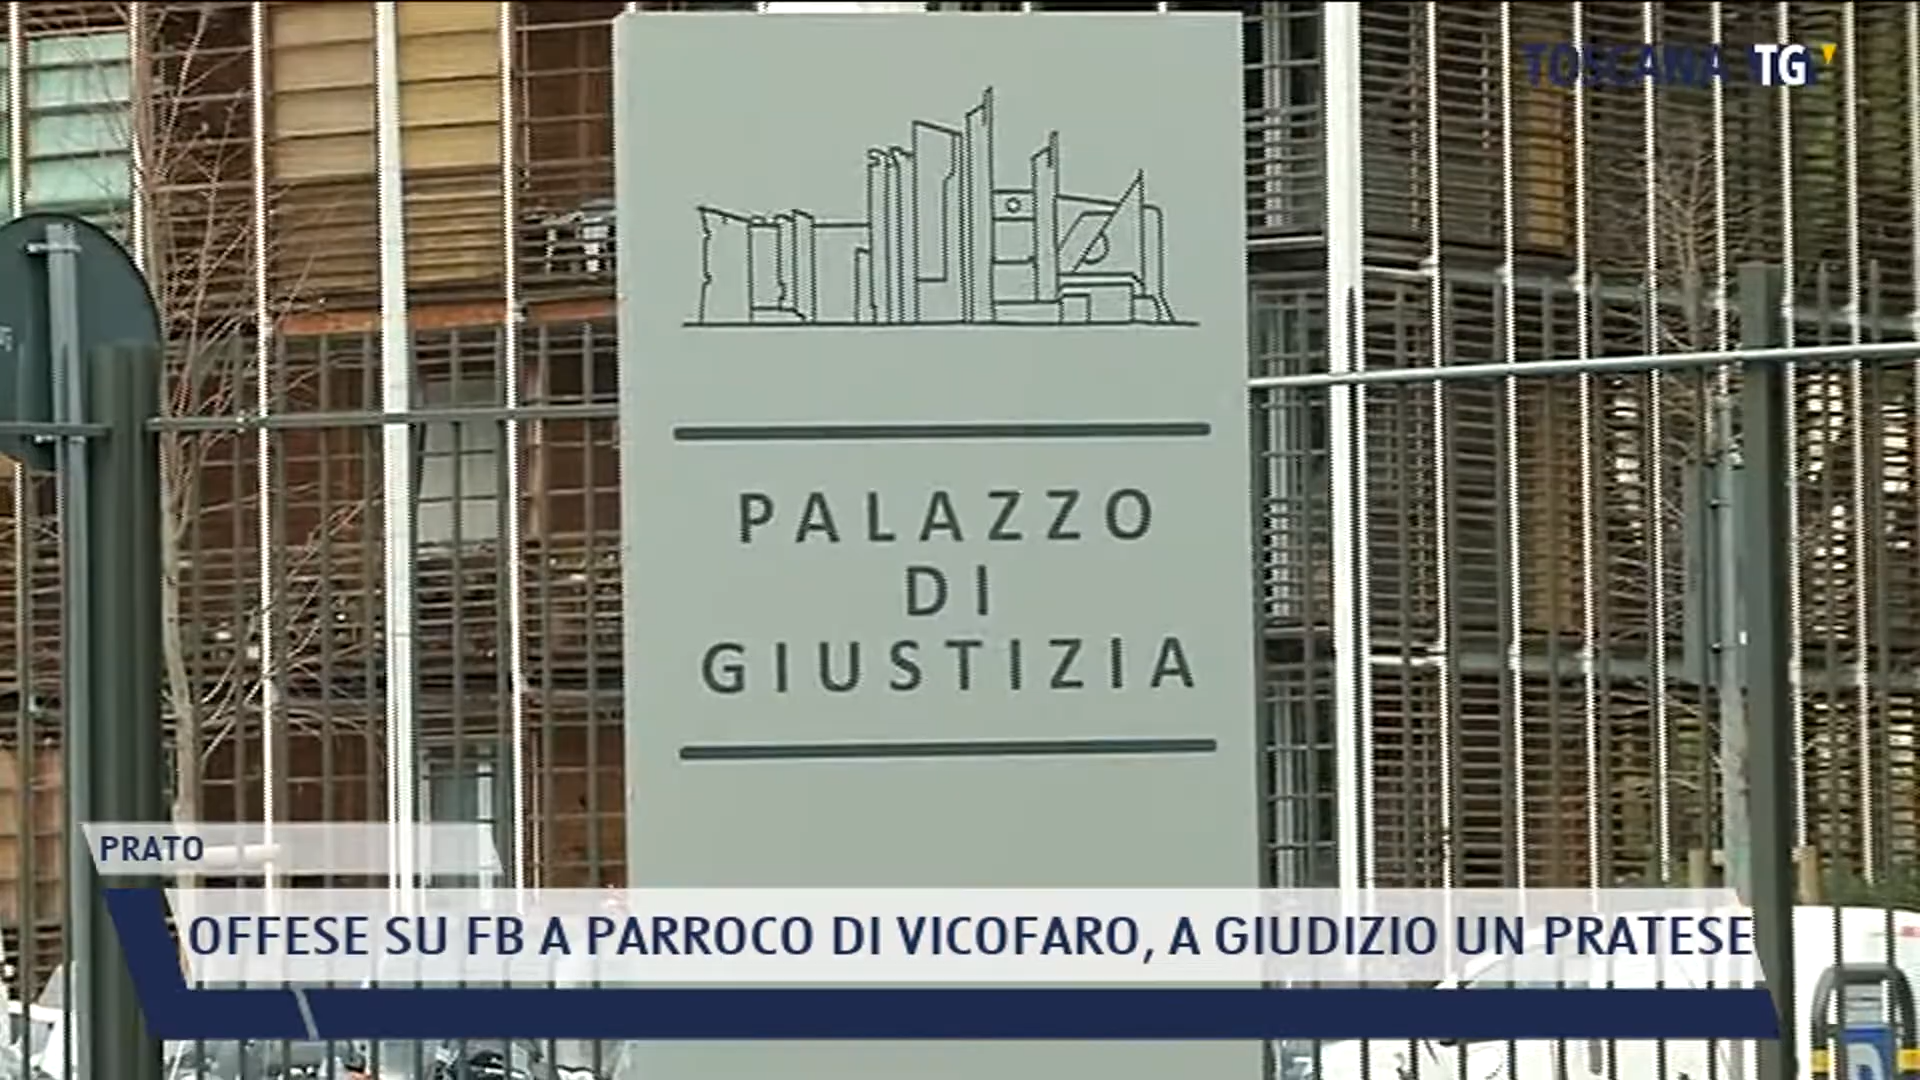 TOSCANA TG
PALAZZO
DI
GIUSTIZIA
PRATO
OFFESE SU FB A PARROCO DI VICOFARO, A GIUDIZIO UN PRATESE